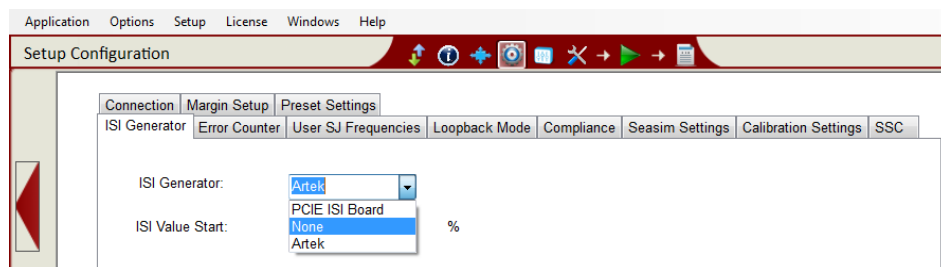 Application Options Setup License Windows Help
Setup Configuration
Connection Margin Setup Preset Settings
ISI Generator Error Counter User SJ Frequencies Loopback Mode Compliance Seasim Settings Calibration Settings SSC
ISI Generator: Artek
PCIE ISI Board
ISI Value Start: None %
Artek